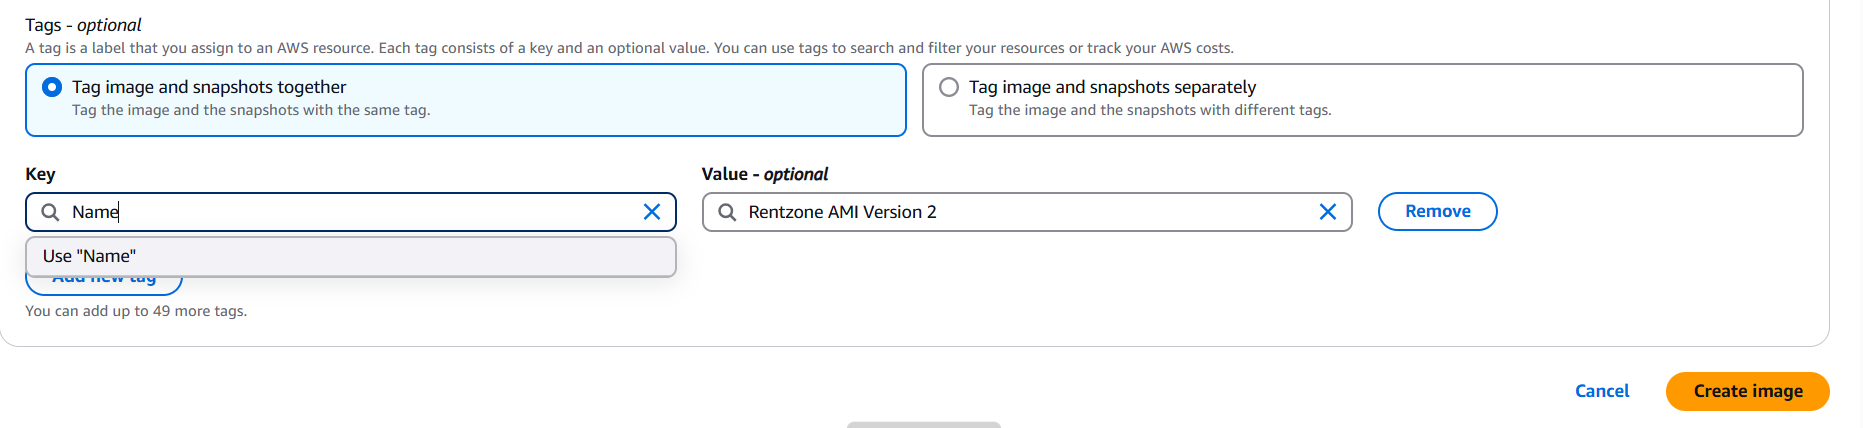 Tags - optional
A tag is a label that you assign to an AWS resource. Each tag consists of a key and an optional value. You can use tags to search and filter your resources or track your AWS costs.
Tag image and snapshots together
Tag the image and the snapshots with the same tag.
Tag image and snapshots separately
Tag the image and the snapshots with different tags.
Key
Value - optional
Name
Rentzone AMI Version 2
Remove
Use "Name"
Add new tag
You can add up to 49 more tags.
Cancel
Create image